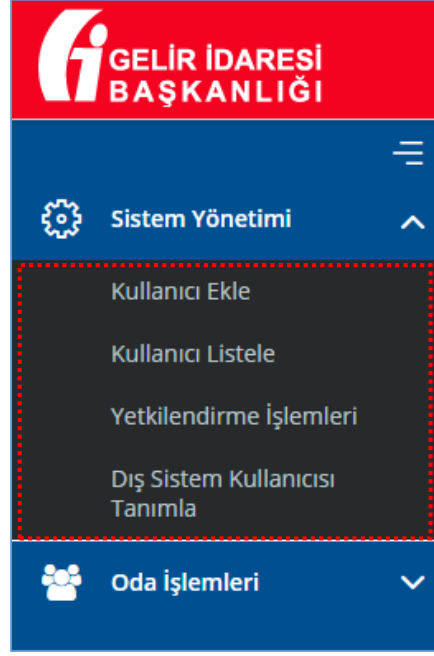 GELİR İDARESİ
BAŞKANLIĞI
Sistem Yönetimi
Kullanıcı Ekle
Kullanıcı Listele
Yetkilendirme İşlemleri
Dış Sistem Kullanıcısı
Tanımla
Oda İşlemleri